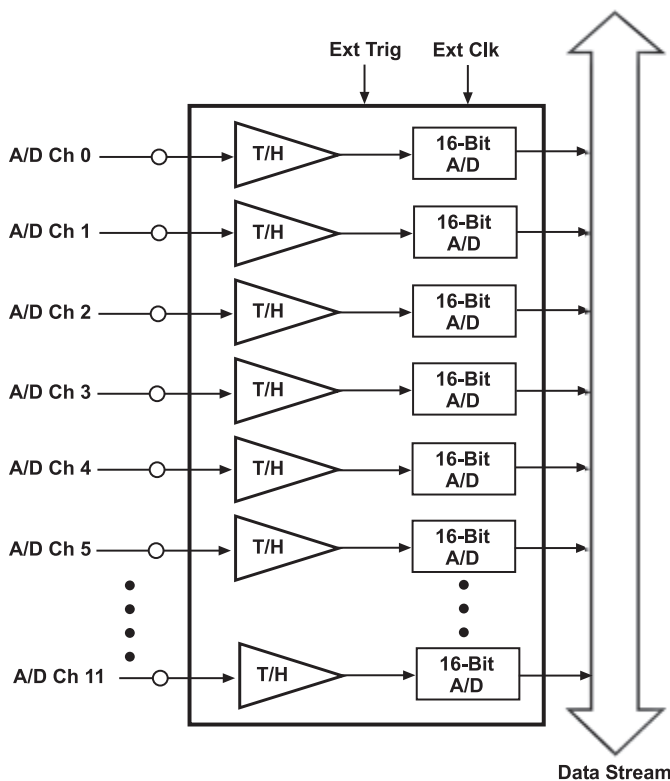 Ext Trig Ext Clk
A/D Ch 0 T/H 16-Bit
A/D
A/D Ch 1 T/H 16-Bit
A/D
A/D Ch 2 T/H 16-Bit
A/D
A/D Ch 3 T/H 16-Bit
A/D
A/D Ch 4 T/H 16-Bit
A/D
A/D Ch 5 T/H 16-Bit
A/D
A/D Ch 11 T/H 16-Bit
A/D
Data Stream